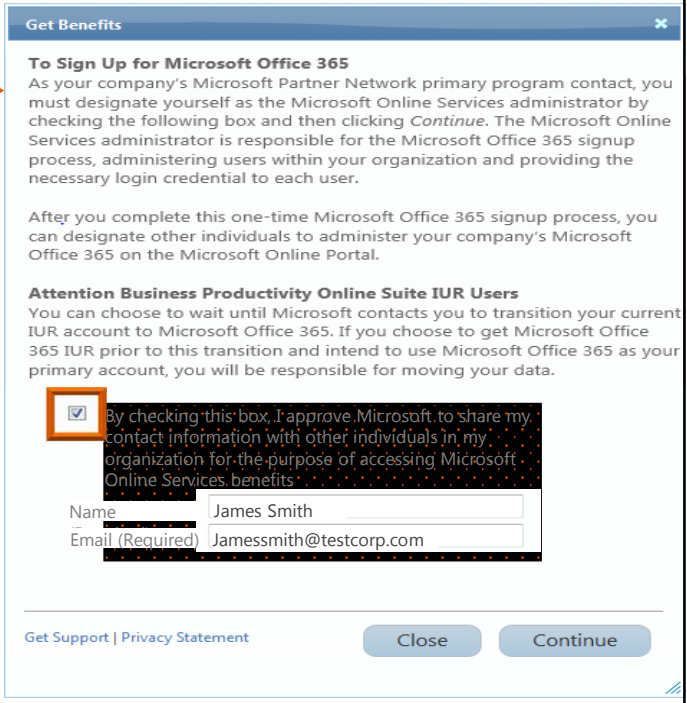 Get Benefits
To Sign Up for Microsoft Office 365
As your company's Microsoft Partner Network primary program contact, you
must designate yourself as the Microsoft Online Services administrator by
checking the following box and then clicking Continue. The Microsoft Online
Services administrator is responsible for the Microsoft Office 365 signup
process, administering users within your organization and providing the
necessary login credential to each user.
After you complete this one-time Microsoft Office 365 signup process, you
can designate other individuals to administer your company's Microsoft
Office 365 on the Microsoft Online Portal.
Attention Business Productivity Online Suite IUR Users
You can choose to wait until Microsoft contacts you to transition your current
IUR account to Microsoft Office 365. If you choose to get Microsoft Office
365 IUR prior to this transition and intend to use Microsoft Office 365 as your
primary account, you will be responsible for moving your data.
By checking this box, I approve Microsoft to share my
contact information with other individuals in my
organization for the purpose of accessing Microsoft
Online Services benefits
Name James Smith
Email (Required) Jamessmith@testcorp.com
Get Support | Privacy Statement Close Continue